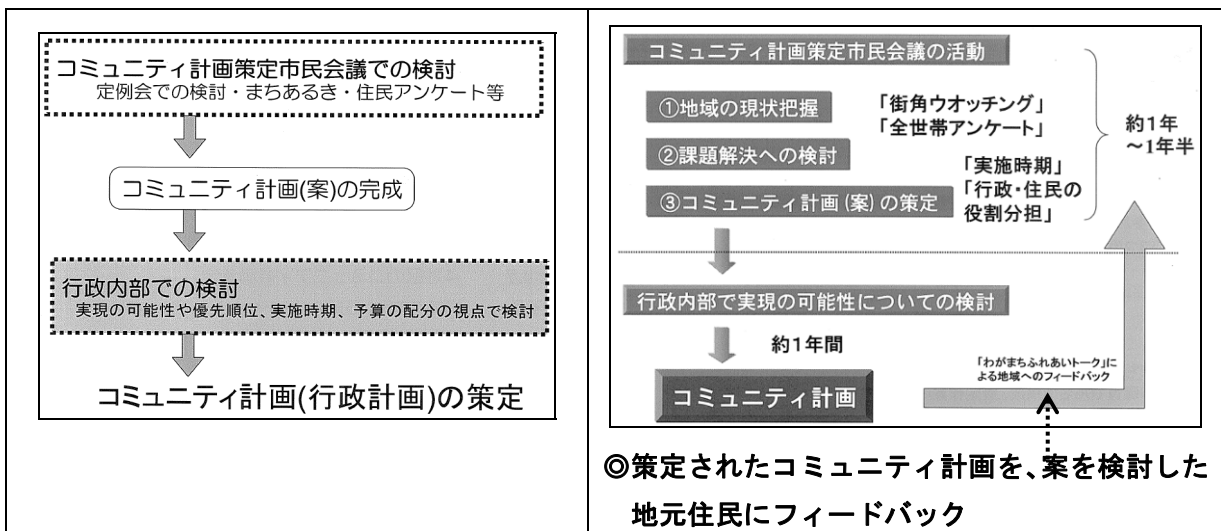 コミュニティ計画策定市民会議での検討
定例会での検討・まちあるき・住民アンケート等
コミュニティ計画(案)の完成
行政内部での検討
実現の可能性や優先順位、実施時期、予算の配分の視点で検討
コミュニティ計画(行政計画)の策定
コミュニティ計画策定市民会議の活動
①地域の現状把握
「街角ウオッチング」
「全世帯アンケート」
②課題解決への検討
③コミュニティ計画(案)の策定
「実施時期」
「行政・住民の
役割分担」
約1年
～1年半
行政内部で実現の可能性についての検討
約1年間
コミュニティ計画
「わがまちふれあいトーク」に
よる地域へのフィードバック
◎策定されたコミュニティ計画を、案を検討した
地元住民にフィードバック